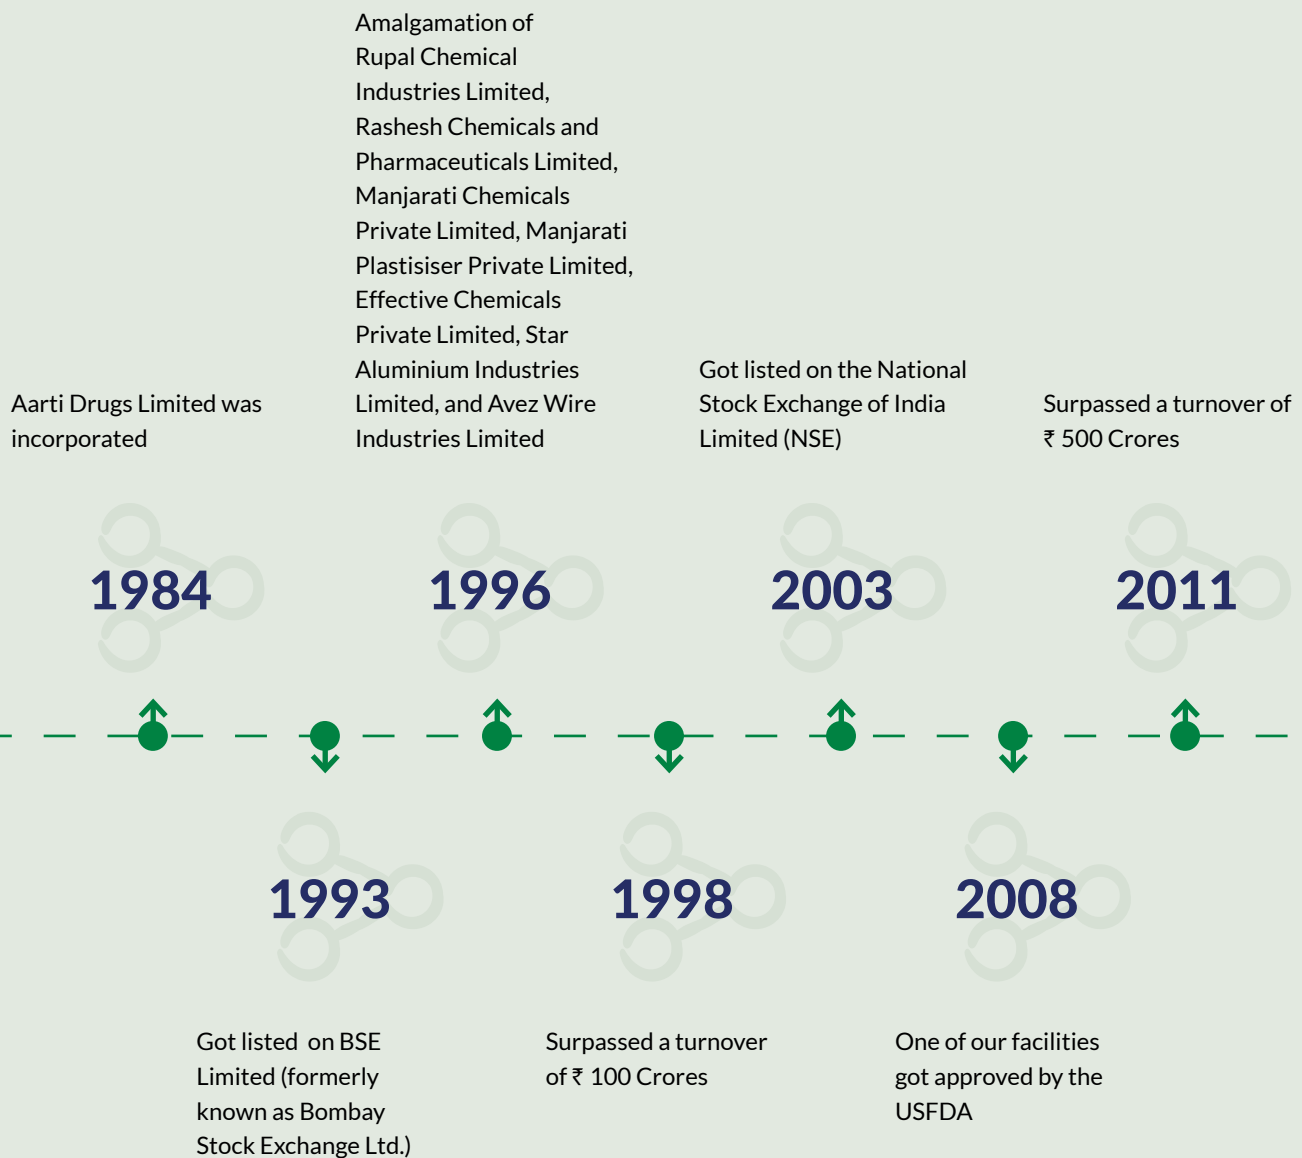 Aarti Drugs Limited was
incorporated
1984
Got listed  on BSE
Limited (formerly
known as Bombay
Stock Exchange Ltd.)
1993
Amalgamation of
Rupal Chemical
Industries Limited,
Rashesh Chemicals and
Pharmaceuticals Limited,
Manjarati Chemicals
Private Limited, Manjarati
Plastisiser Private Limited,
Effective Chemicals
Private Limited, Star
Aluminium Industries
Limited, and Avez Wire
Industries Limited
1996
1998
Surpassed a turnover
of ₹ 100 Crores
Got listed on the National
Stock Exchange of India
Limited (NSE)
2003
2008
One of our facilities
got approved by the
USFDA
Surpassed a turnover of
₹ 500 Crores
2011